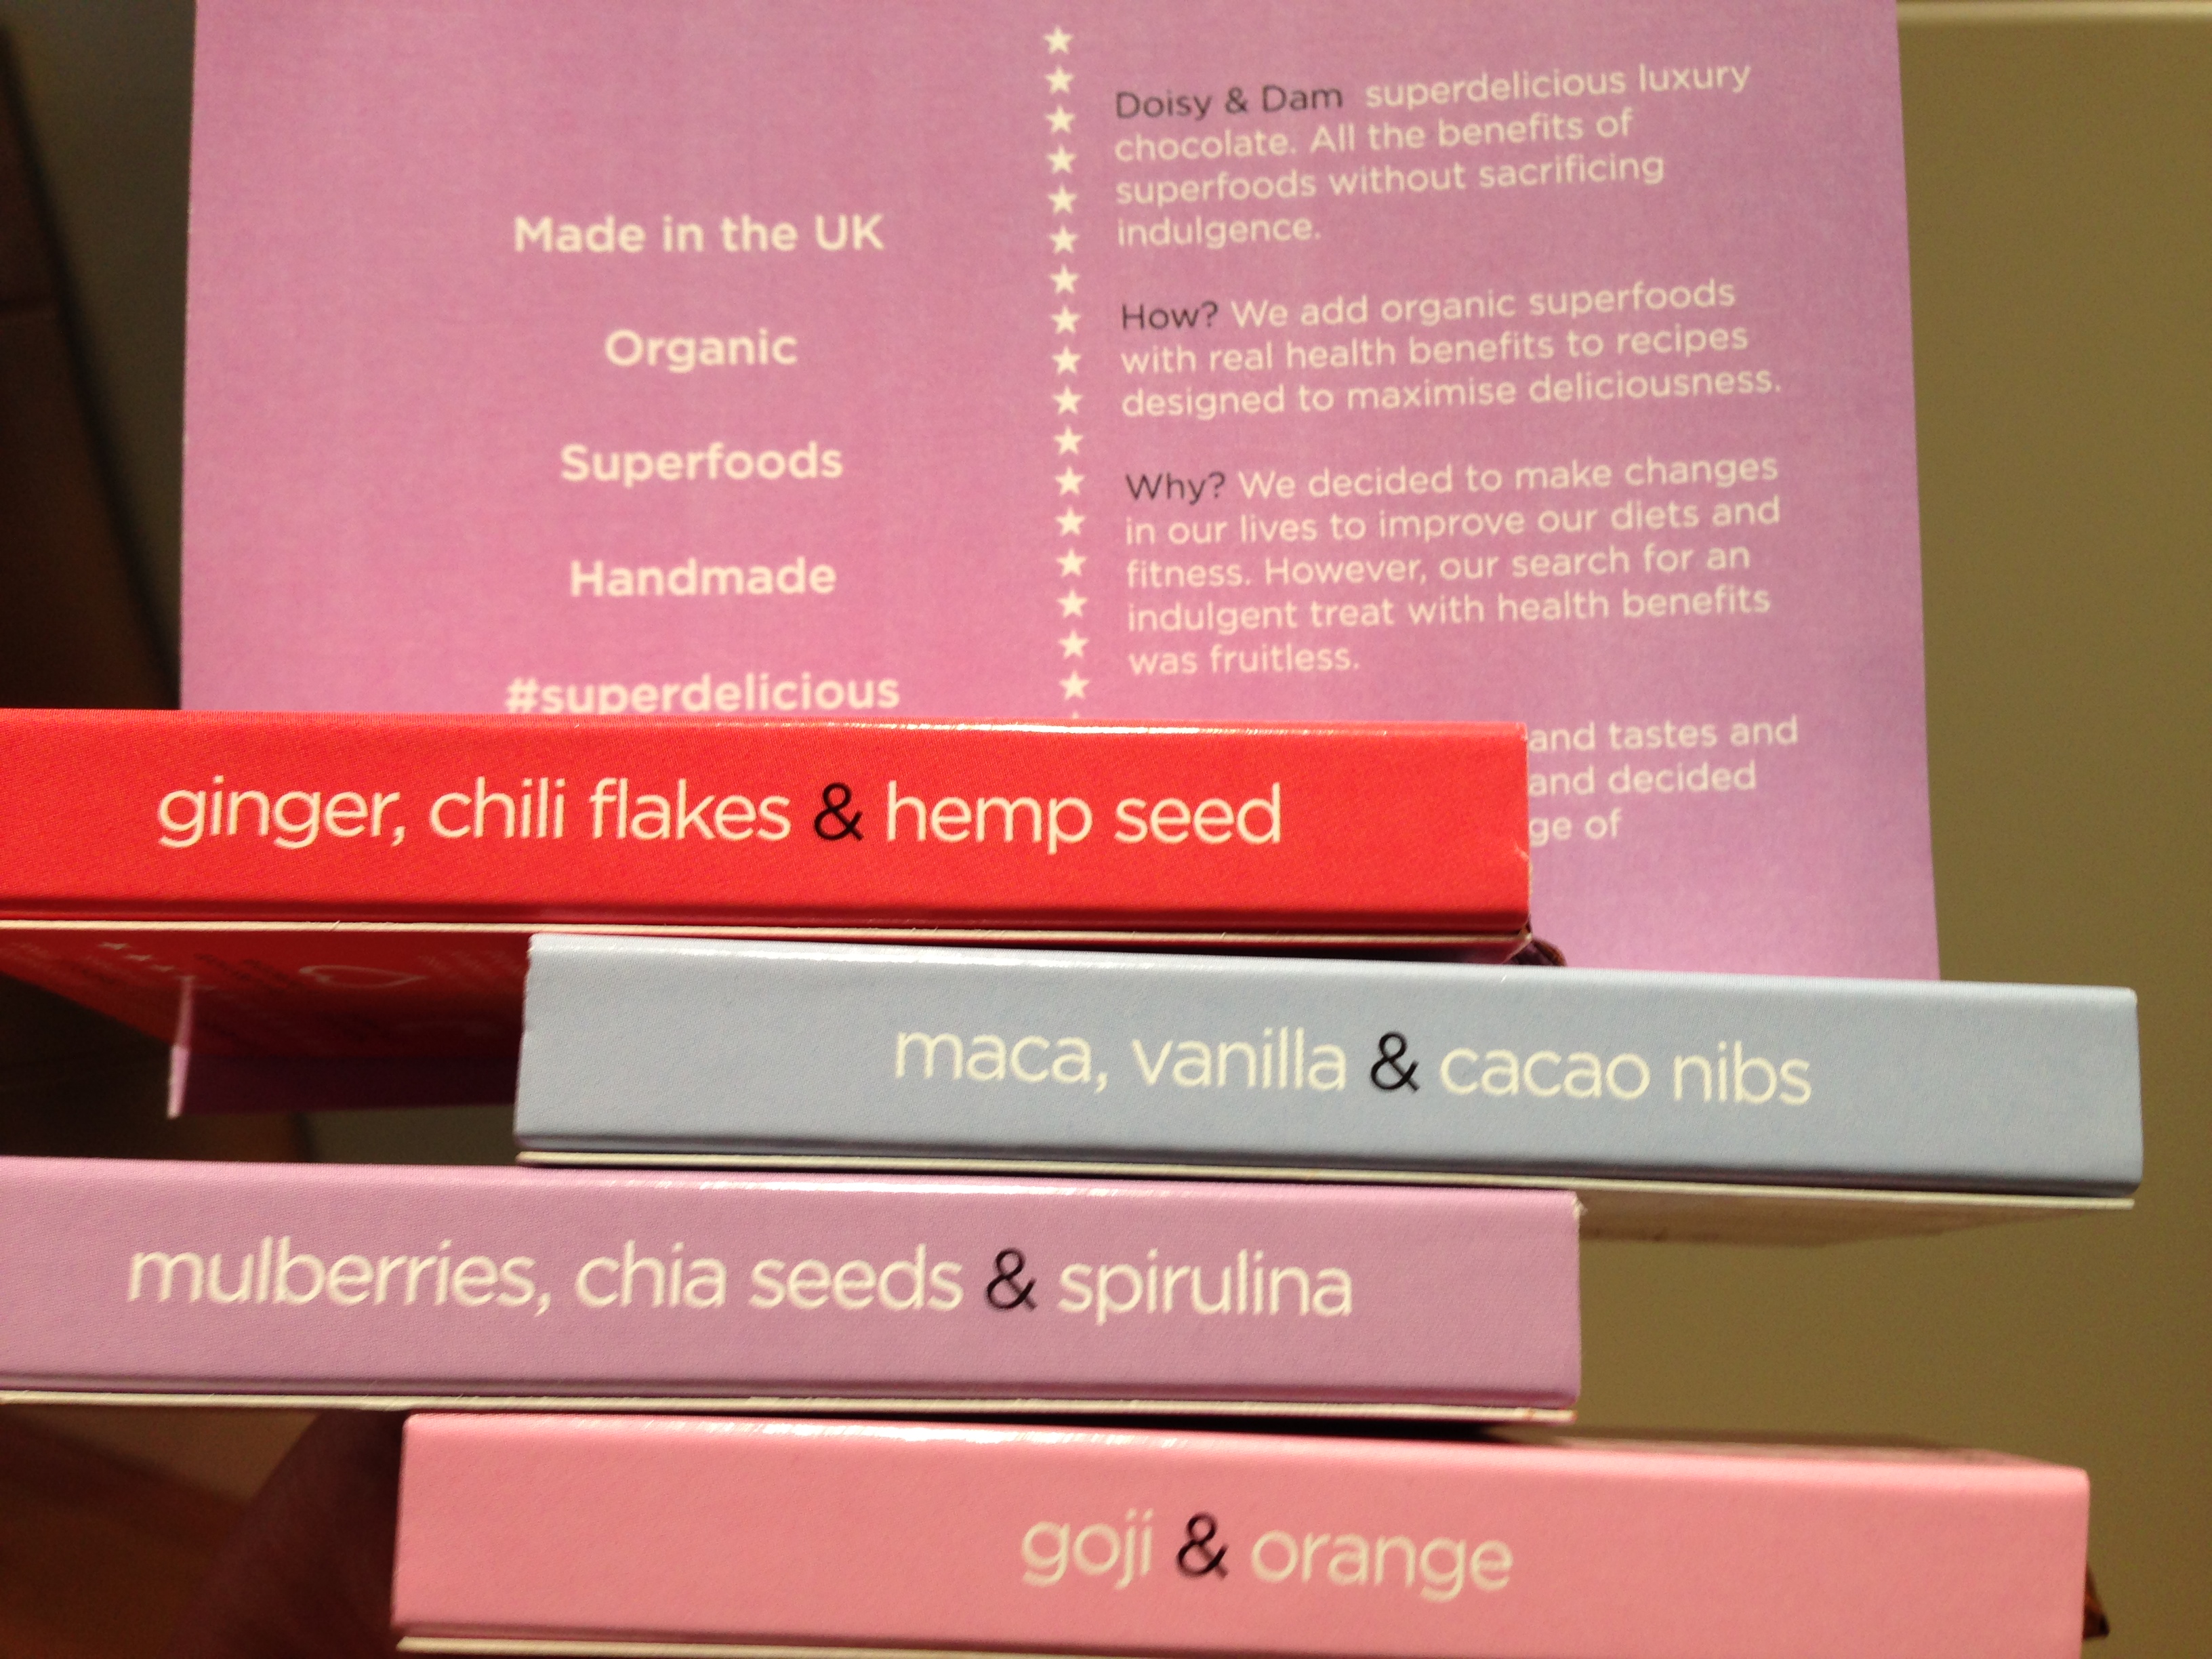 Made in the UK
Organic
Superfoods
Handmade
#superdelicious
Doisy & Dam superdelicious luxury
chocolate. All the benefits of
superfoods without sacrificing
indulgence.
How? We add organic superfoods
with real health benefits to recipes
designed to maximise deliciousness.
Why? We decided to make changes
in our lives to improve our diets and
fitness. However, our search for an
indulgent treat with health benefits
was fruitless.
and tastes and
and decided
of
ginger, chili flakes & hemp seed
maca, vanilla & cacao nibs
mulberries, chia seeds & spirulina
goji & orange